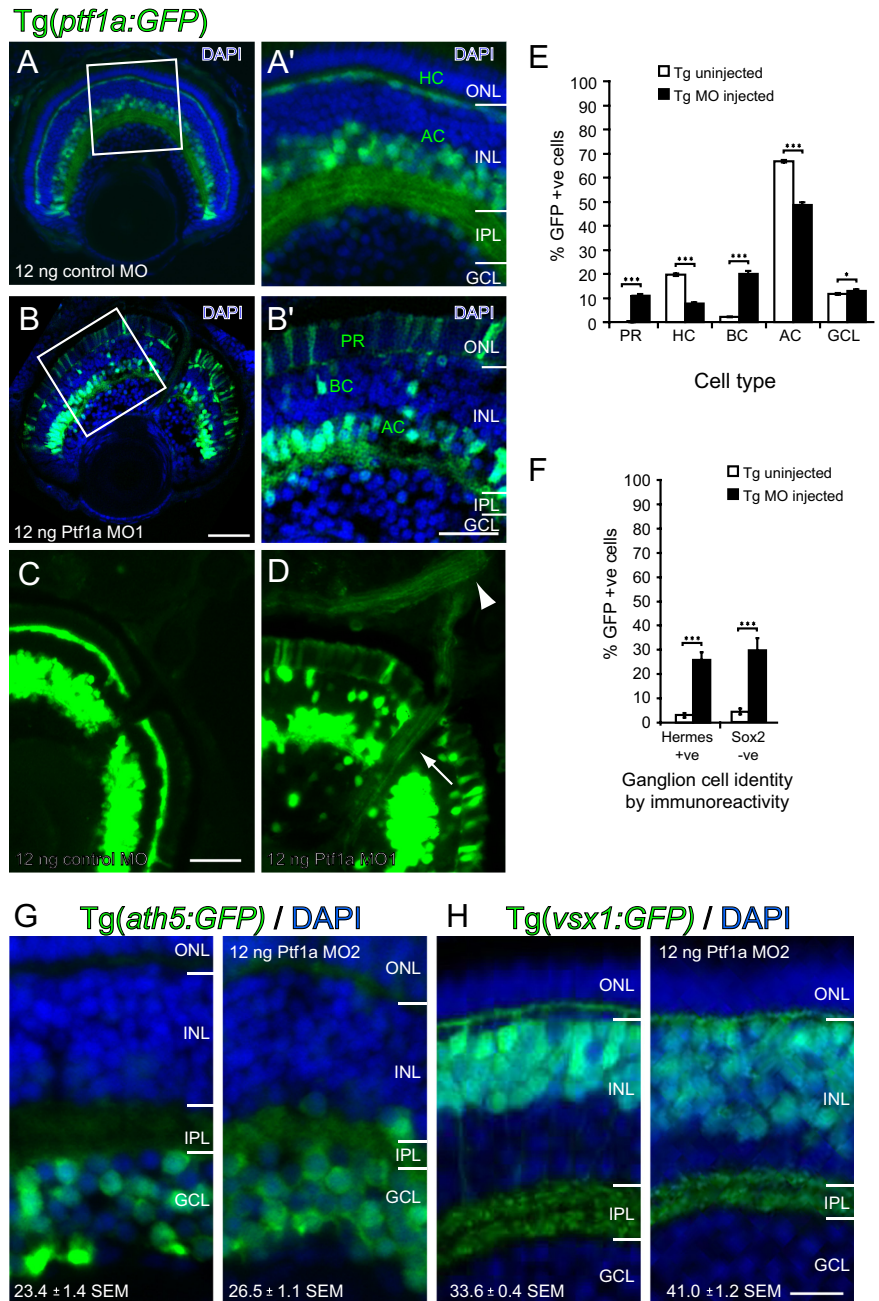 Tg(ptf1a:GFP)
A
DAPI
12 ng control MO
A'
HC
ONL
AC
INL
IPL
GCL
B
DAPI
12 ng Ptf1a MO1
B'
DAPI
PR
ONL
BC
INL
AC
IPL
GCL
C
12 ng control MO
D
12 ng Ptf1a MO1
E
Tg uninjected
Tg MO injected
% GFP +ve cells
100
90
80
70
60
50
40
30
20
10
0
***
***
***
***
*
PR HC BC AC GCL
Cell type
F
Tg uninjected
Tg MO injected
% GFP +ve cells
100
90
80
70
60
50
40
30
20
10
0
***
***
Hermes +ve
Sox2 -ve
Ganglion cell identity
by immunoreactivity
G
Tg(ath5:GFP) / DAPI
ONL
INL
IPL
GCL
23.4 ± 1.4 SEM
12 ng Ptf1a MO2
ONL
INL
IPL
GCL
26.5 ± 1.1 SEM
H
Tg(vsx1:GFP) / DAPI
ONL
INL
IPL
GCL
33.6 ± 0.4 SEM
12 ng Ptf1a MO2
ONL
INL
IPL
GCL
41.0 ± 1.2 SEM